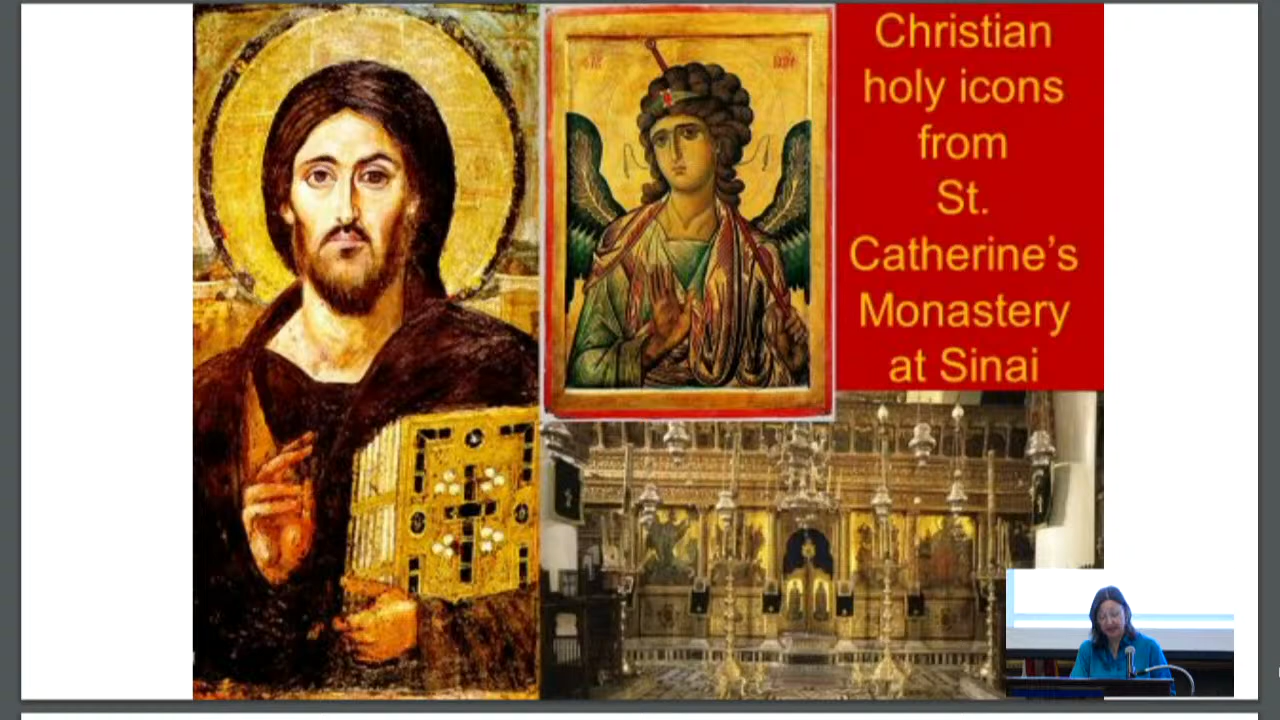 Christian
holy icons
from
St.
Catherine’s
Monastery
at Sinai